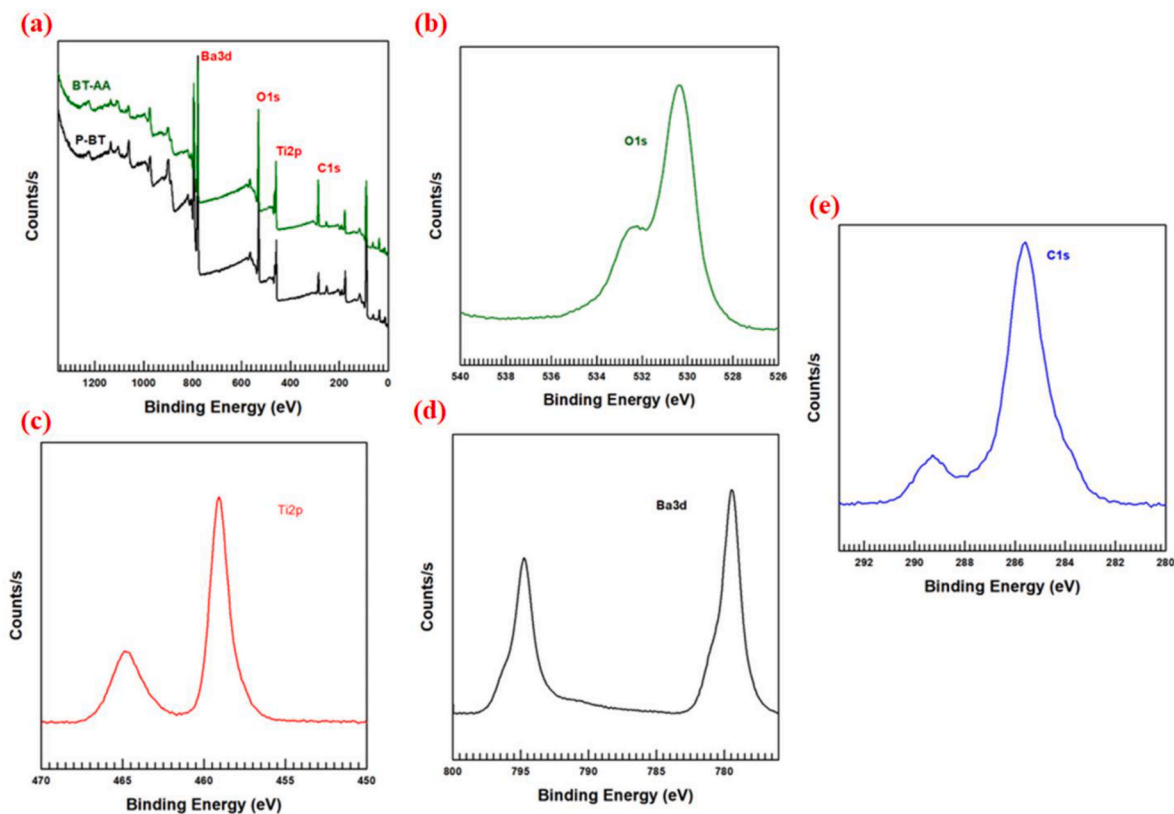 (a)
BT-AA
P-BT
Ba3d
O1s
Ti2p
C1s
Counts/s
1200 1000 800 600 400 200 0
Binding Energy (eV)
(b)
O1s
Counts/s
540 538 536 534 532 530 528 526
Binding Energy (eV)
(e)
C1s
Counts/s
292 290 288 286 284 282 280
Binding Energy (eV)
(c)
Ti2p
Counts/s
470 465 460 455 450
Binding Energy (eV)
(d)
Ba3d
Counts/s
800 795 790 785 780
Binding Energy (eV)